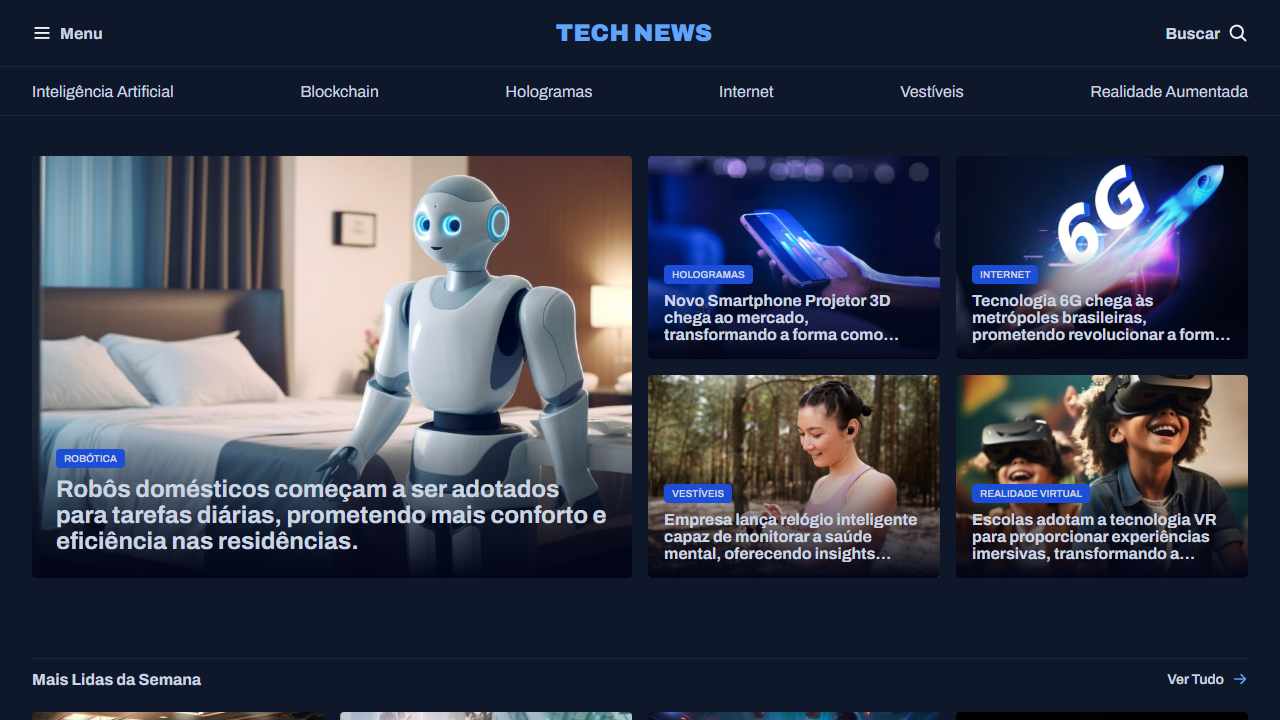 Menu
TECH NEWS
Buscar
Inteligência Artificial
Blockchain
Hologramas
Internet
Vestíveis
Realidade Aumentada
ROBÓTICA
Robôs domésticos começam a ser adotados
para tarefas diárias, prometendo mais conforto e
eficiência nas residências.
HOLOGRAMAS
Novo Smartphone Projetor 3D
chega ao mercado,
transformando a forma como…
6G
INTERNET
Tecnologia 6G chega às
metrópoles brasileiras,
prometendo revolucionar a form…
VESTÍVEIS
Empresa lança relógio inteligente
capaz de monitorar a saúde
mental, oferecendo insights…
REALIDADE VIRTUAL
Escolas adotam a tecnologia VR
para proporcionar experiências
imersivas, transformando a…
Mais Lidas da Semana
Ver Tudo